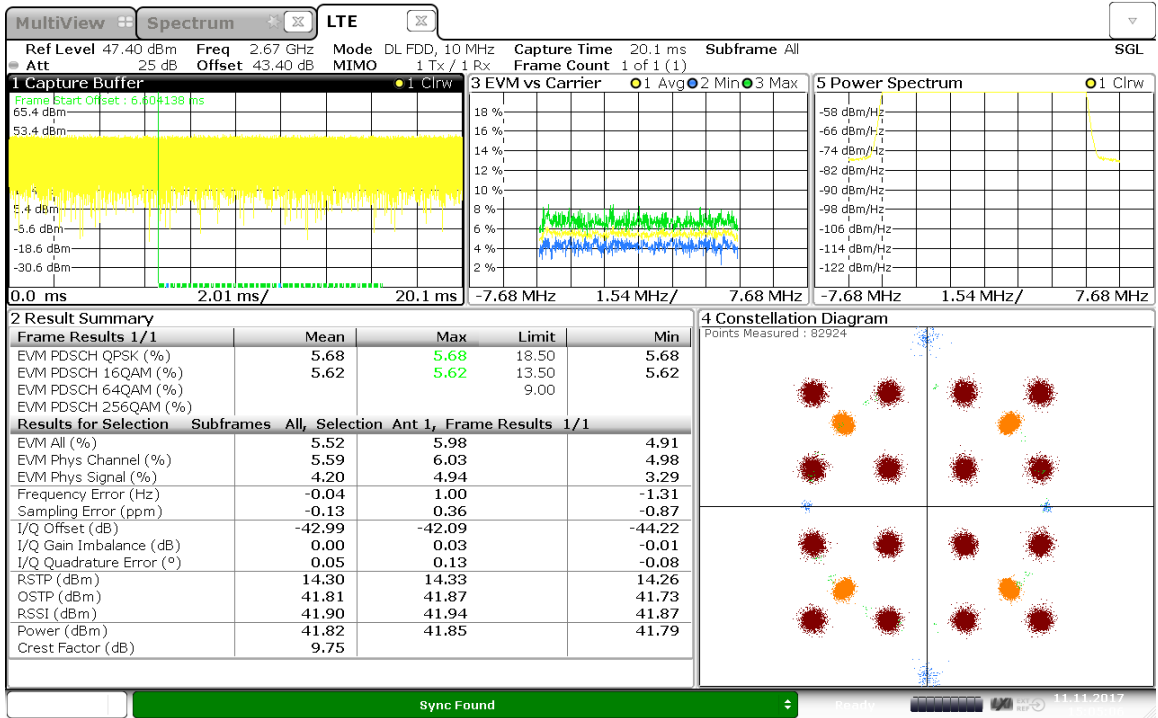 MultiView Spectrum LTE
Ref Level 47.40 dBm Freq 2.67 GHz Mode DL FDD, 10 MHz Capture Time 20.1 ms Subframe All SGL
Att 25 dB Offset 43.40 dB MIMO 1 Tx / 1 Rx Frame Count 1 of 1 (1)
1 Capture Buffer 1 Clrw
Frame Start Offset : 6.604138 ms
65.4 dBm
53.4 dBm
5.4 dBm
-6.6 dBm
-18.6 dBm
-30.6 dBm
0.0 ms 2.01 ms/ 20.1 ms
3 EVM vs Carrier 1 Avg 2 Min 3 Max
18 %
16 %
14 %
12 %
10 %
8 %
6 %
4 %
2 %
-7.68 MHz 1.54 MHz/ 7.68 MHz
5 Power Spectrum 1 Clrw
-58 dBm/Hz
-66 dBm/Hz
-74 dBm/Hz
-82 dBm/Hz
-90 dBm/Hz
-98 dBm/Hz
-106 dBm/Hz
-114 dBm/Hz
-122 dBm/Hz
-7.68 MHz 1.54 MHz/ 7.68 MHz
2 Result Summary
Frame Results 1/1 Mean Max Limit Min
EVM PDSCH QPSK (%) 5.68 5.68 18.50 5.68
EVM PDSCH 16QAM (%) 5.62 5.62 13.50 5.62
EVM PDSCH 64QAM (%) 9.00
EVM PDSCH 256QAM (%)
Results for Selection Subframes All, Selection Ant 1, Frame Results 1/1
EVM All (%) 5.52 5.98 4.91
EVM Phys Channel (%) 5.59 6.03 4.98
EVM Phys Signal (%) 4.20 4.94 3.29
Frequency Error (Hz) -0.04 1.00 -1.31
Sampling Error (ppm) -0.13 0.36 -0.87
I/Q Offset (dB) -42.99 -42.09 -44.22
I/Q Gain Imbalance (dB) 0.00 0.03 -0.01
I/Q Quadrature Error (°) 0.05 0.13 -0.08
RSTP (dBm) 14.30 14.33 14.26
OSTP (dBm) 41.81 41.87 41.73
RSSI (dBm) 41.90 41.94 41.87
Power (dBm) 41.82 41.85 41.79
Crest Factor (dB) 9.75
4 Constellation Diagram
Points Measured : 82924
Sync Found
Ready
LXI
EXT
REF
11.11.2017